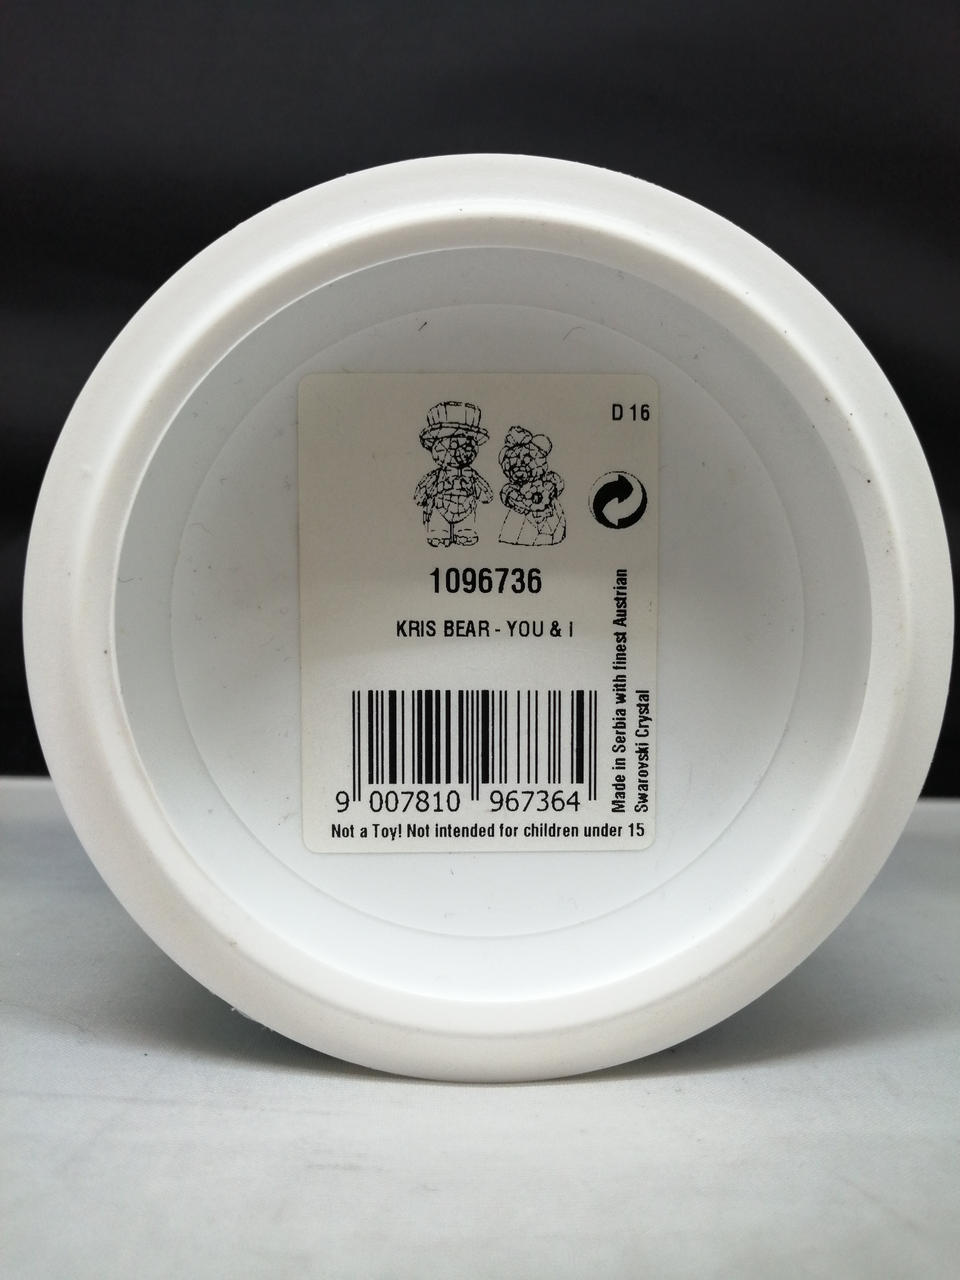 D 16
1096736
KRIS BEAR - YOU & I
Made in Serbia with finest Austrian
Swarovski Crystal
9 007810 967364
Not a Toy! Not intended for children under 15